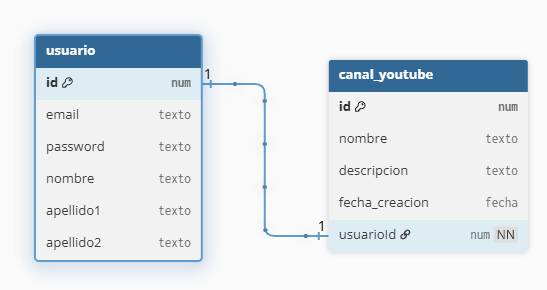 usuario
id num
email texto
password texto
nombre texto
apellido1 texto
apellido2 texto
1
1
canal_youtube
id num
nombre texto
descripcion texto
fecha_creacion fecha
usuarioId num NN